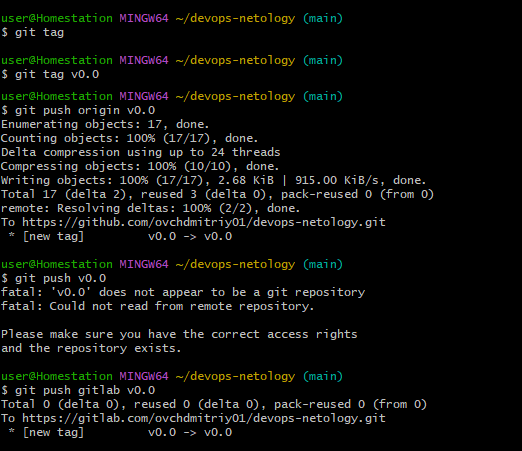 user@Homestation MINGW64 ~/devops-netology (main)
$ git tag
user@Homestation MINGW64 ~/devops-netology (main)
$ git tag v0.0
user@Homestation MINGW64 ~/devops-netology (main)
$ git push origin v0.0
Enumerating objects: 17, done.
Counting objects: 100% (17/17), done.
Delta compression using up to 24 threads
Compressing objects: 100% (10/10), done.
Writing objects: 100% (17/17), 2.68 KiB | 915.00 KiB/s, done.
Total 17 (delta 2), reused 3 (delta 0), pack-reused 0 (from 0)
remote: Resolving deltas: 100% (2/2), done.
To https://github.com/ovchdmitriy01/devops-netology.git
 * [new tag]         v0.0 -> v0.0
user@Homestation MINGW64 ~/devops-netology (main)
$ git push v0.0
fatal: 'v0.0' does not appear to be a git repository
fatal: Could not read from remote repository.
Please make sure you have the correct access rights
and the repository exists.
user@Homestation MINGW64 ~/devops-netology (main)
$ git push gitlab v0.0
Total 0 (delta 0), reused 0 (delta 0), pack-reused 0 (from 0)
To https://gitlab.com/ovchdmitriy01/devops-netology.git
 * [new tag]         v0.0 -> v0.0